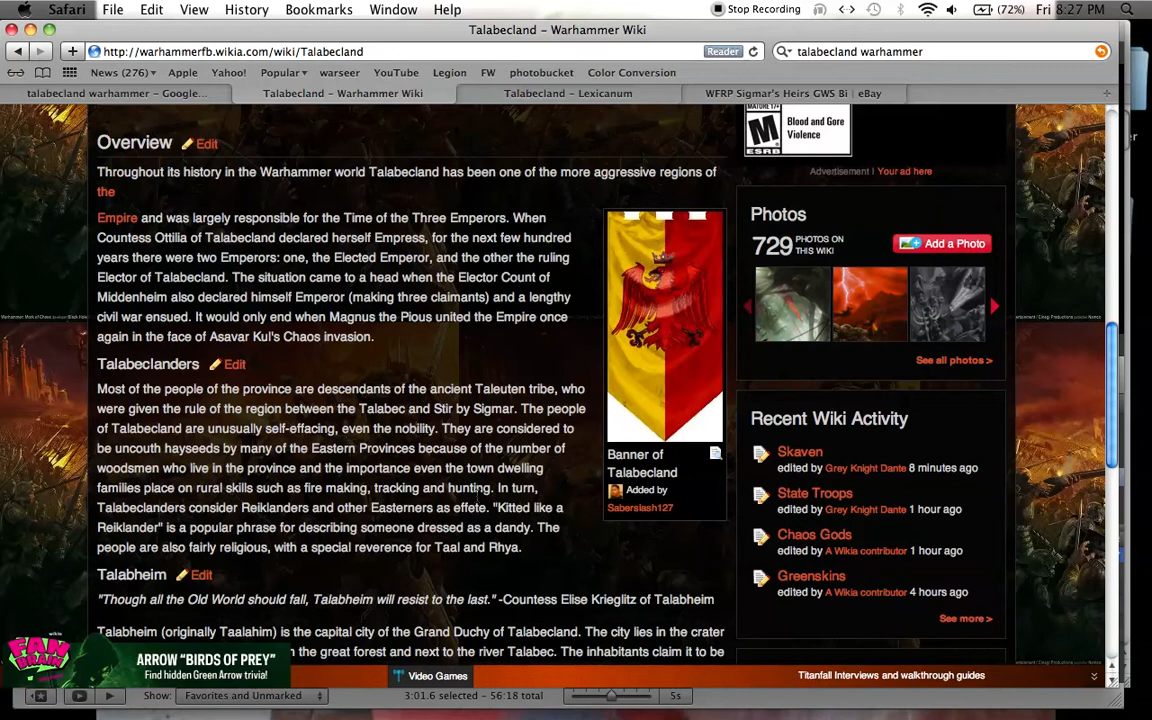 Safari File Edit View History Bookmarks Window Help
Stop Recording (72%) Fri 8:27 PM
Talabecland – Warhammer Wiki
http://warhammerfb.wikia.com/wiki/Talabecland Reader talabecland warhammer
News (276) Apple Yahoo! Popular warseer YouTube Legion FW photobucket Color Conversion
talabecland warhammer – Google... Talabecland – Warhammer Wiki Talabecland – Lexicanum WFRP Sigmar's Heirs GWS Bi | eBay
MATURE 17+
M
ESRB
Blood and Gore
Violence
Advertisement | Your ad here
Overview Edit
Throughout its history in the Warhammer world Talabecland has been one of the more aggressive regions of
the
Empire and was largely responsible for the Time of the Three Emperors. When
Countess Ottilia of Talabecland declared herself Empress, for the next few hundred
years there were two Emperors: one, the Elected Emperor, and the other the ruling
Elector of Talabecland. The situation came to a head when the Elector Count of
Middenheim also declared himself Emperor (making three claimants) and a lengthy
civil war ensued. It would only end when Magnus the Pious united the Empire once
again in the face of Asavar Kul's Chaos invasion.
Talabeclanders Edit
Most of the people of the province are descendants of the ancient Taleuten tribe, who
were given the rule of the region between the Talabec and Stir by Sigmar. The people
of Talabecland are unusually self-effacing, even the nobility. They are considered to
be uncouth hayseeds by many of the Eastern Provinces because of the number of
woodsmen who live in the province and the importance even the town dwelling
families place on rural skills such as fire making, tracking and hunting. In turn,
Talabeclanders consider Reiklanders and other Easterners as effete. "Kitted like a
Reiklander" is a popular phrase for describing someone dressed as a dandy. The
people are also fairly religious, with a special reverence for Taal and Rhya.
Banner of
Talabecland
Added by
Sabersiash127
Talabheim Edit
"Though all the Old World should fall, Talabheim will resist to the last." -Countess Elise Krieglitz of Talabheim
Talabheim (originally Taalahim) is the capital city of the Grand Duchy of Talabecland. The city lies in the crater
the great forest and next to the river Talabec. The inhabitants claim it to be
Photos
729 PHOTOS ON
THIS WIKI
Add a Photo
See all photos >
Recent Wiki Activity
Skaven
edited by Grey Knight Dante 8 minutes ago
State Troops
edited by Grey Knight Dante 1 hour ago
Chaos Gods
edited by A Wikia contributor 1 hour ago
Greenskins
edited by A Wikia contributor 4 hours ago
See more >
wikia
FAN
BRAIN
ARROW "BIRDS OF PREY"
Find hidden Green Arrow trivia!
Video Games Titanfall Interviews and walkthrough guides
Show: Favorites and Unmarked 3:01.6 selected - 56:18 total 5s